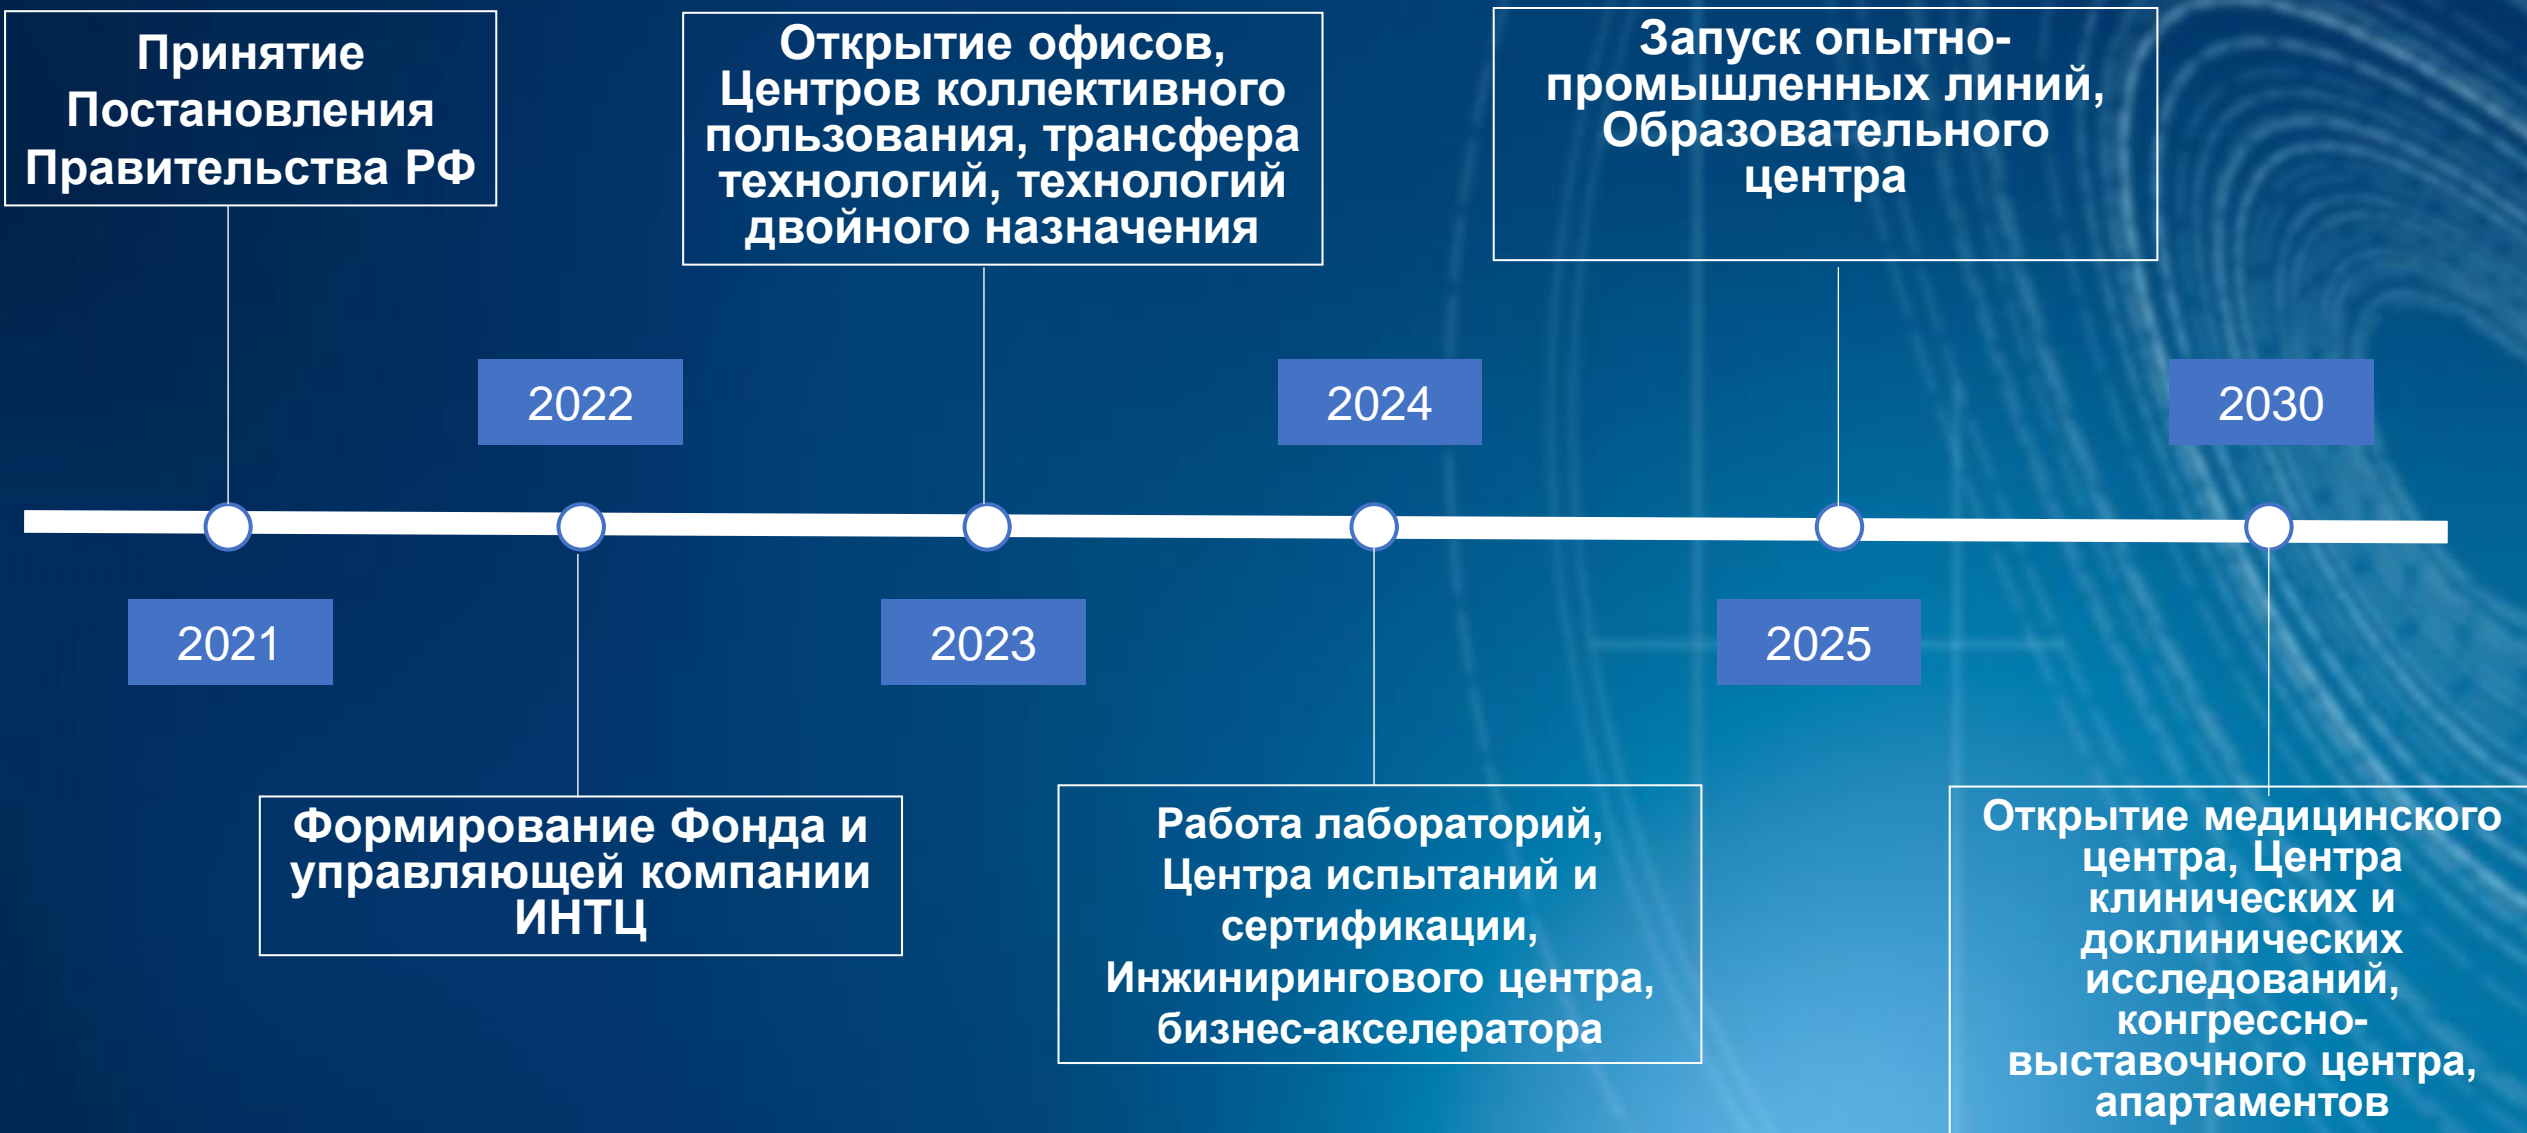 Принятие
Постановления
Правительства РФ
Открытие офисов,
Центров коллективного
пользования, трансфера
технологий, технологий
двойного назначения
Запуск опытно-
промышленных линий,
Образовательного
центра
2022
2024
2030
2021
2023
2025
Формирование Фонда и
управляющей компании
ИНТЦ
Работа лабораторий,
Центра испытаний и
сертификации,
Инжинирингового центра,
бизнес-акселератора
Открытие медицинского
центра, Центра
клинических и
доклинических
исследований,
конгрессно-
выставочного центра,
апартаментов